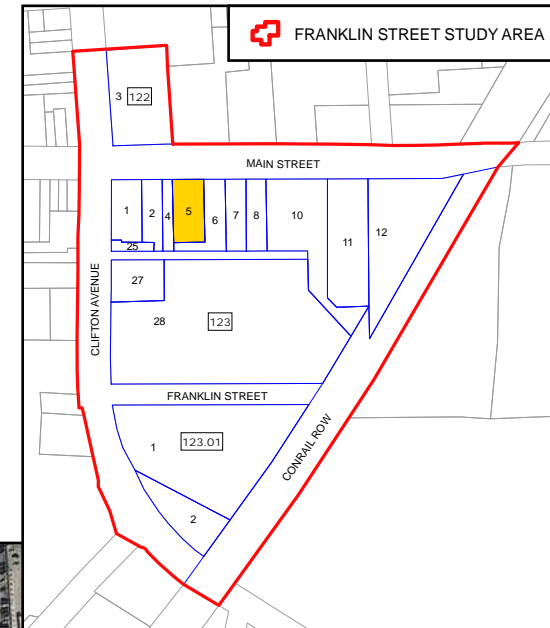 FRANKLIN STREET STUDY AREA
3 122
MAIN STREET
1 2 4 5 6 7 8 10 11 12
25
27
28 123
CLIFTON AVENUE
FRANKLIN STREET
1 123.01
CONRAIL ROW
2